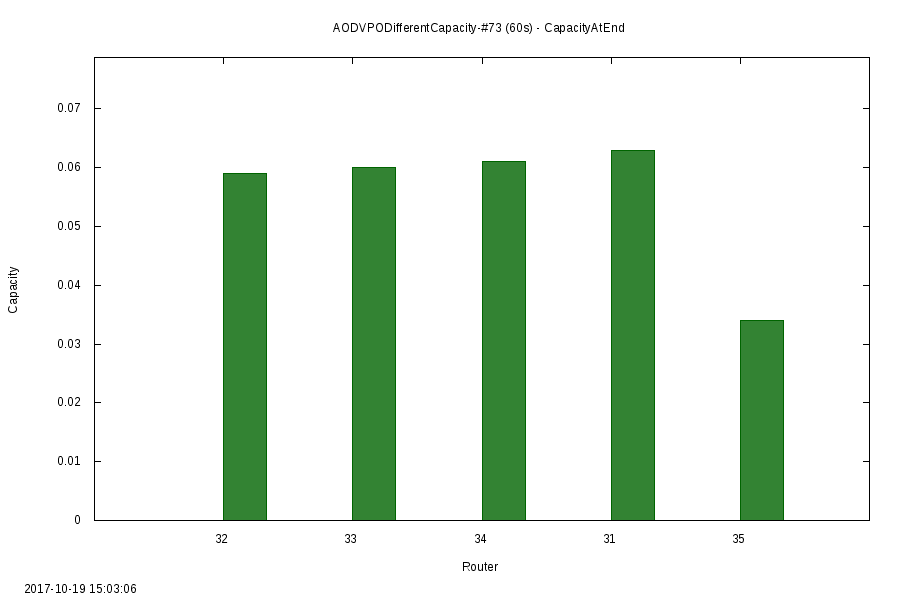 AODVPODifferentCapacity-#73 (60s) - CapacityAtEnd
0.07
0.06
0.05
0.04
0.03
0.02
0.01
0
Capacity
32 33 34 31 35
Router
2017-10-19 15:03:06